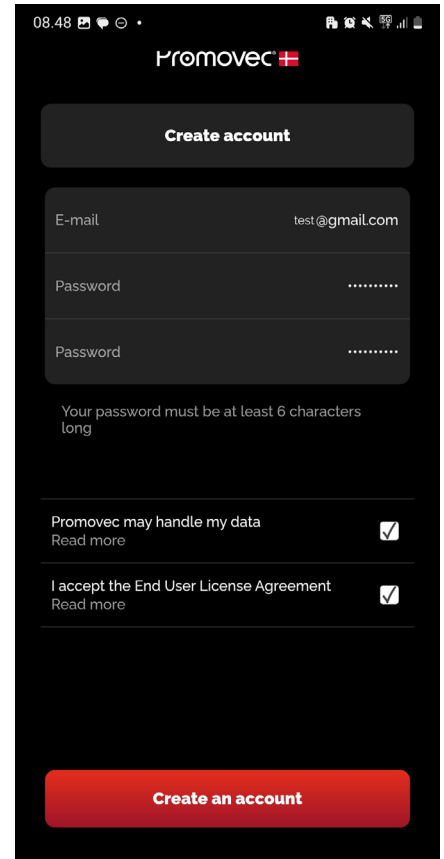 08.48
Promovec
Create account
E-mail test@gmail.com
Password ··········
Password ··········
Your password must be at least 6 characters
long
Promovec may handle my data
Read more
I accept the End User License Agreement
Read more
Create an account